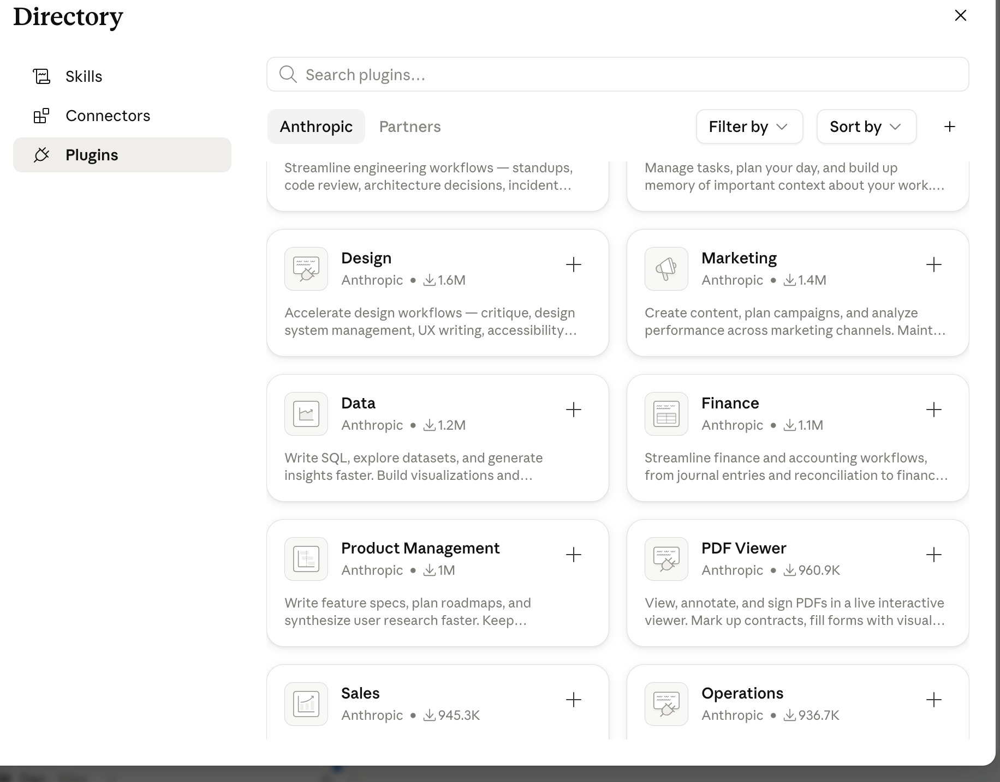 Directory
Skills
Connectors
Plugins
Search plugins...
Anthropic
Partners
Filter by
Sort by
Streamline engineering workflows — standups,
code review, architecture decisions, incident...
Manage tasks, plan your day, and build up
memory of important context about your work....
Design
Anthropic • 1.6M
Accelerate design workflows — critique, design
system management, UX writing, accessibility...
Marketing
Anthropic • 1.4M
Create content, plan campaigns, and analyze
performance across marketing channels. Maint...
Data
Anthropic • 1.2M
Write SQL, explore datasets, and generate
insights faster. Build visualizations and...
Finance
Anthropic • 1.1M
Streamline finance and accounting workflows,
from journal entries and reconciliation to financ...
Product Management
Anthropic • 1M
Write feature specs, plan roadmaps, and
synthesize user research faster. Keep...
PDF Viewer
Anthropic • 960.9K
View, annotate, and sign PDFs in a live interactive
viewer. Mark up contracts, fill forms with visual...
Sales
Anthropic • 945.3K
Operations
Anthropic • 936.7K